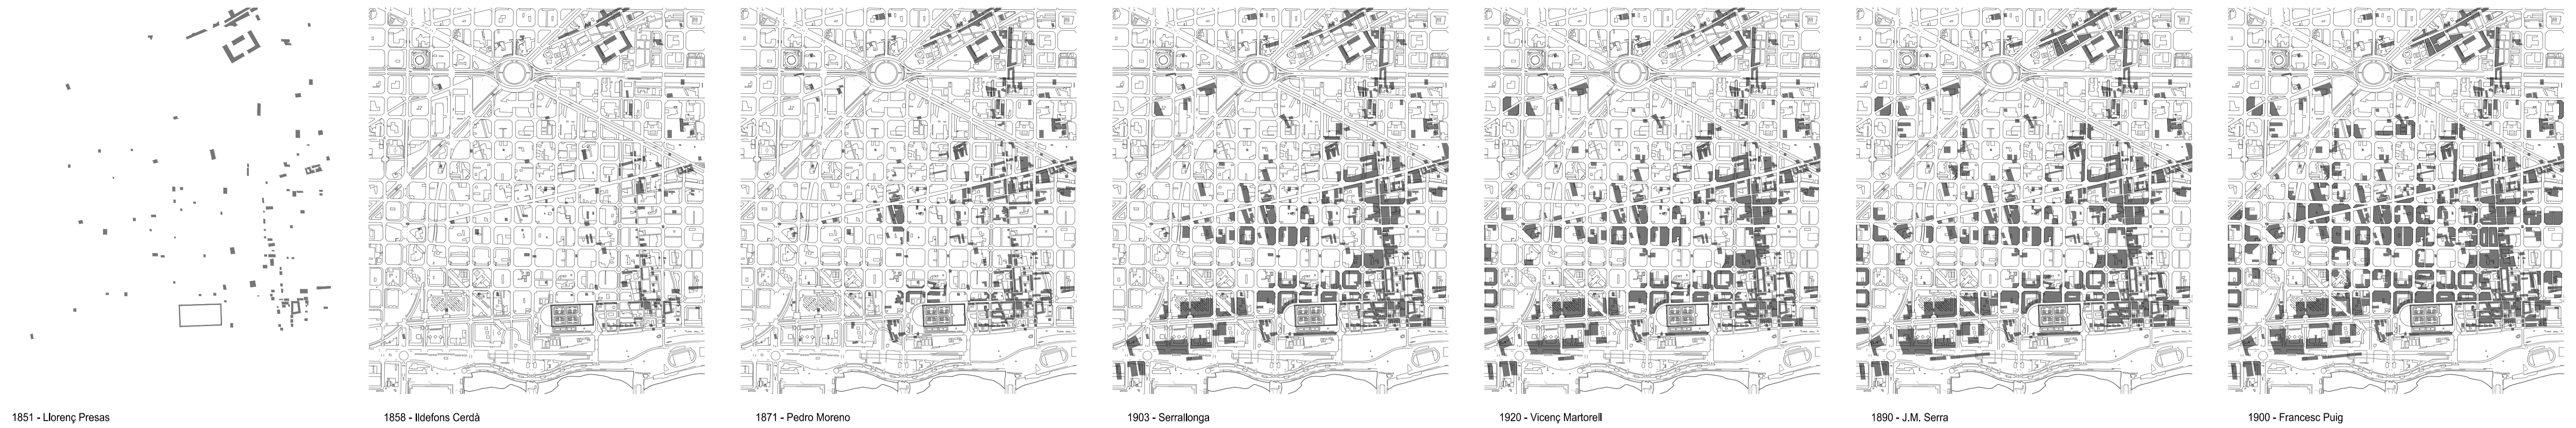 1851 - Llorenç Presas
1858 - Ildefons Cerdà
1871 - Pedro Moreno
1903 - Serrallonga
1920 - Vicenç Martorell
1890 - J.M. Serra
1900 - Francesc Puig